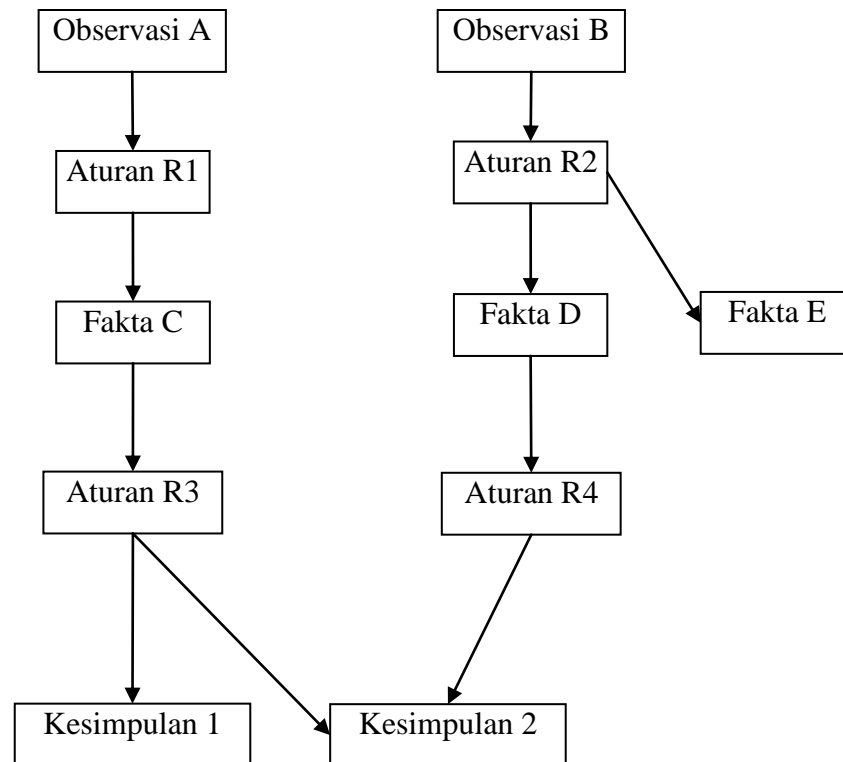 Observasi A
Observasi B
Aturan R1
Aturan R2
Fakta C
Fakta D
Fakta E
Aturan R3
Aturan R4
Kesimpulan 1
Kesimpulan 2